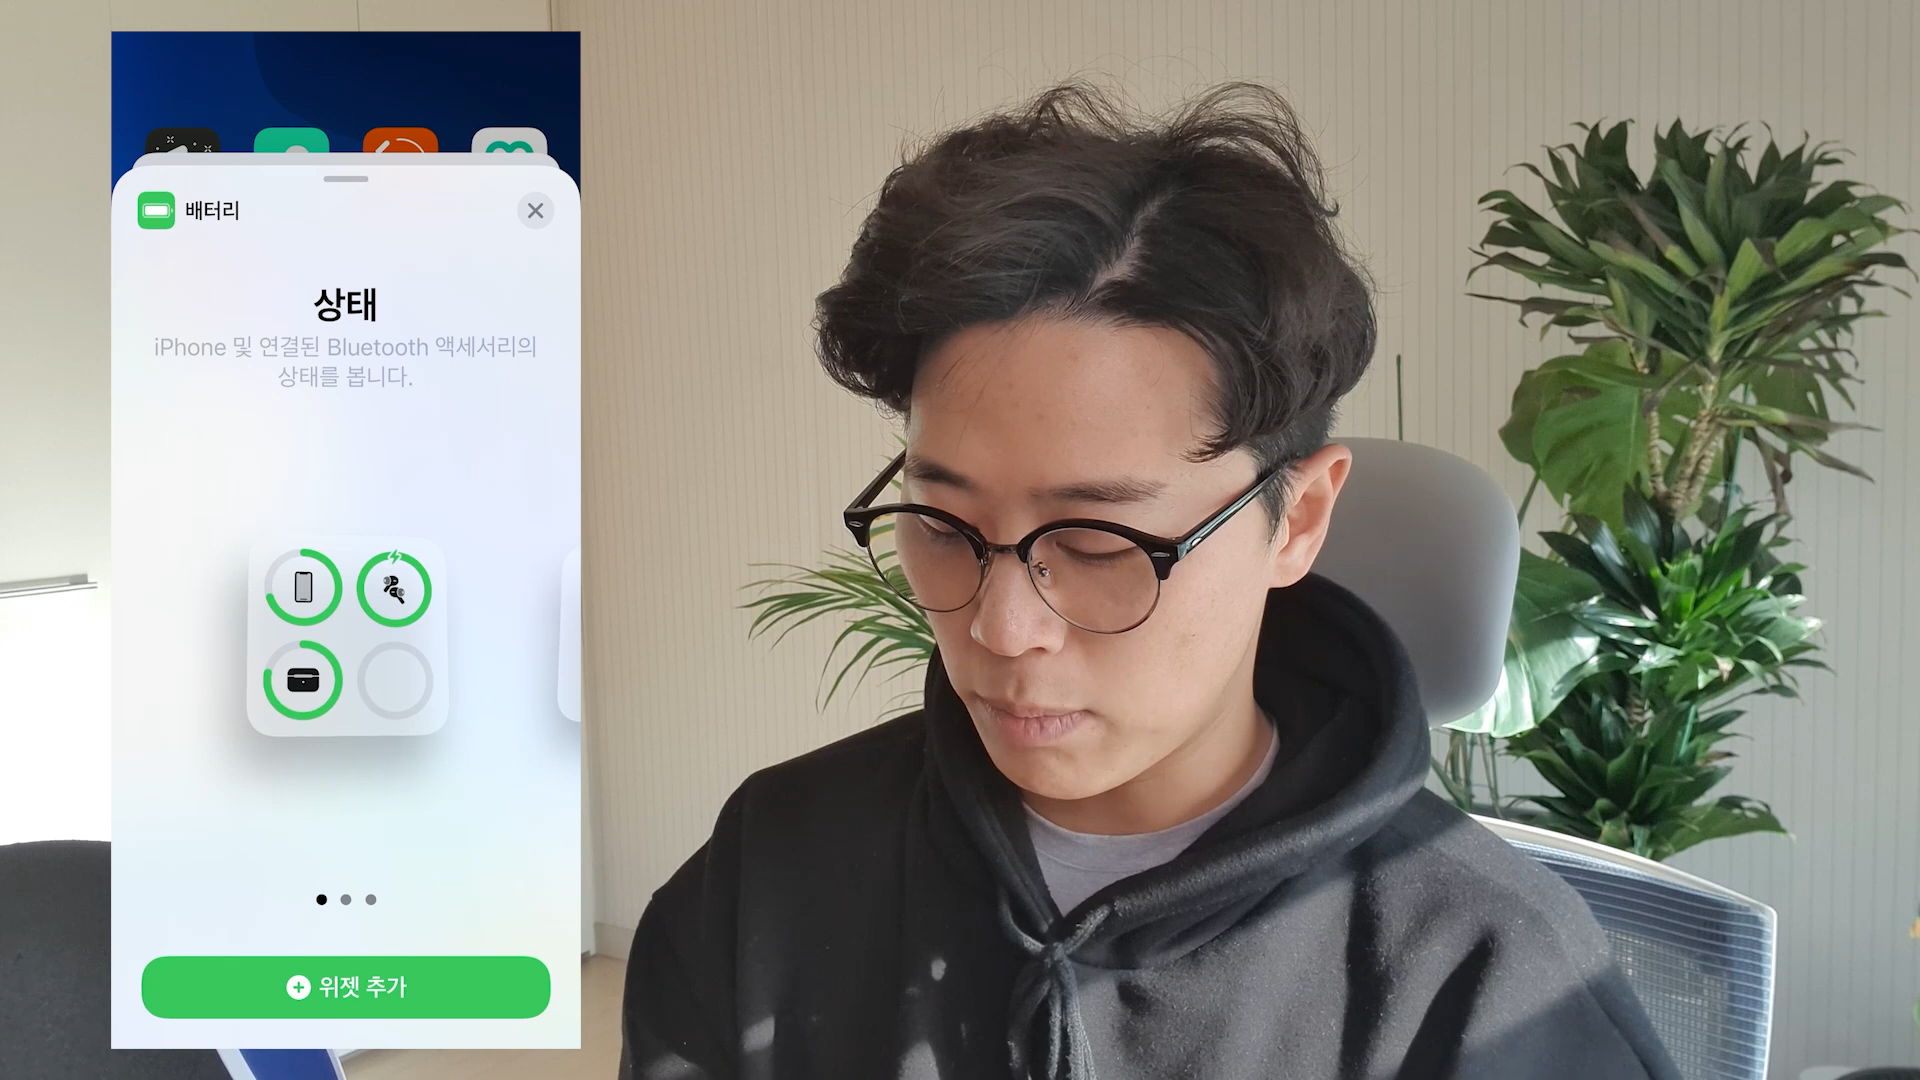 배터리
상태
iPhone 및 연결된 Bluetooth 액세서리의
상태를 봅니다.
위젯 추가